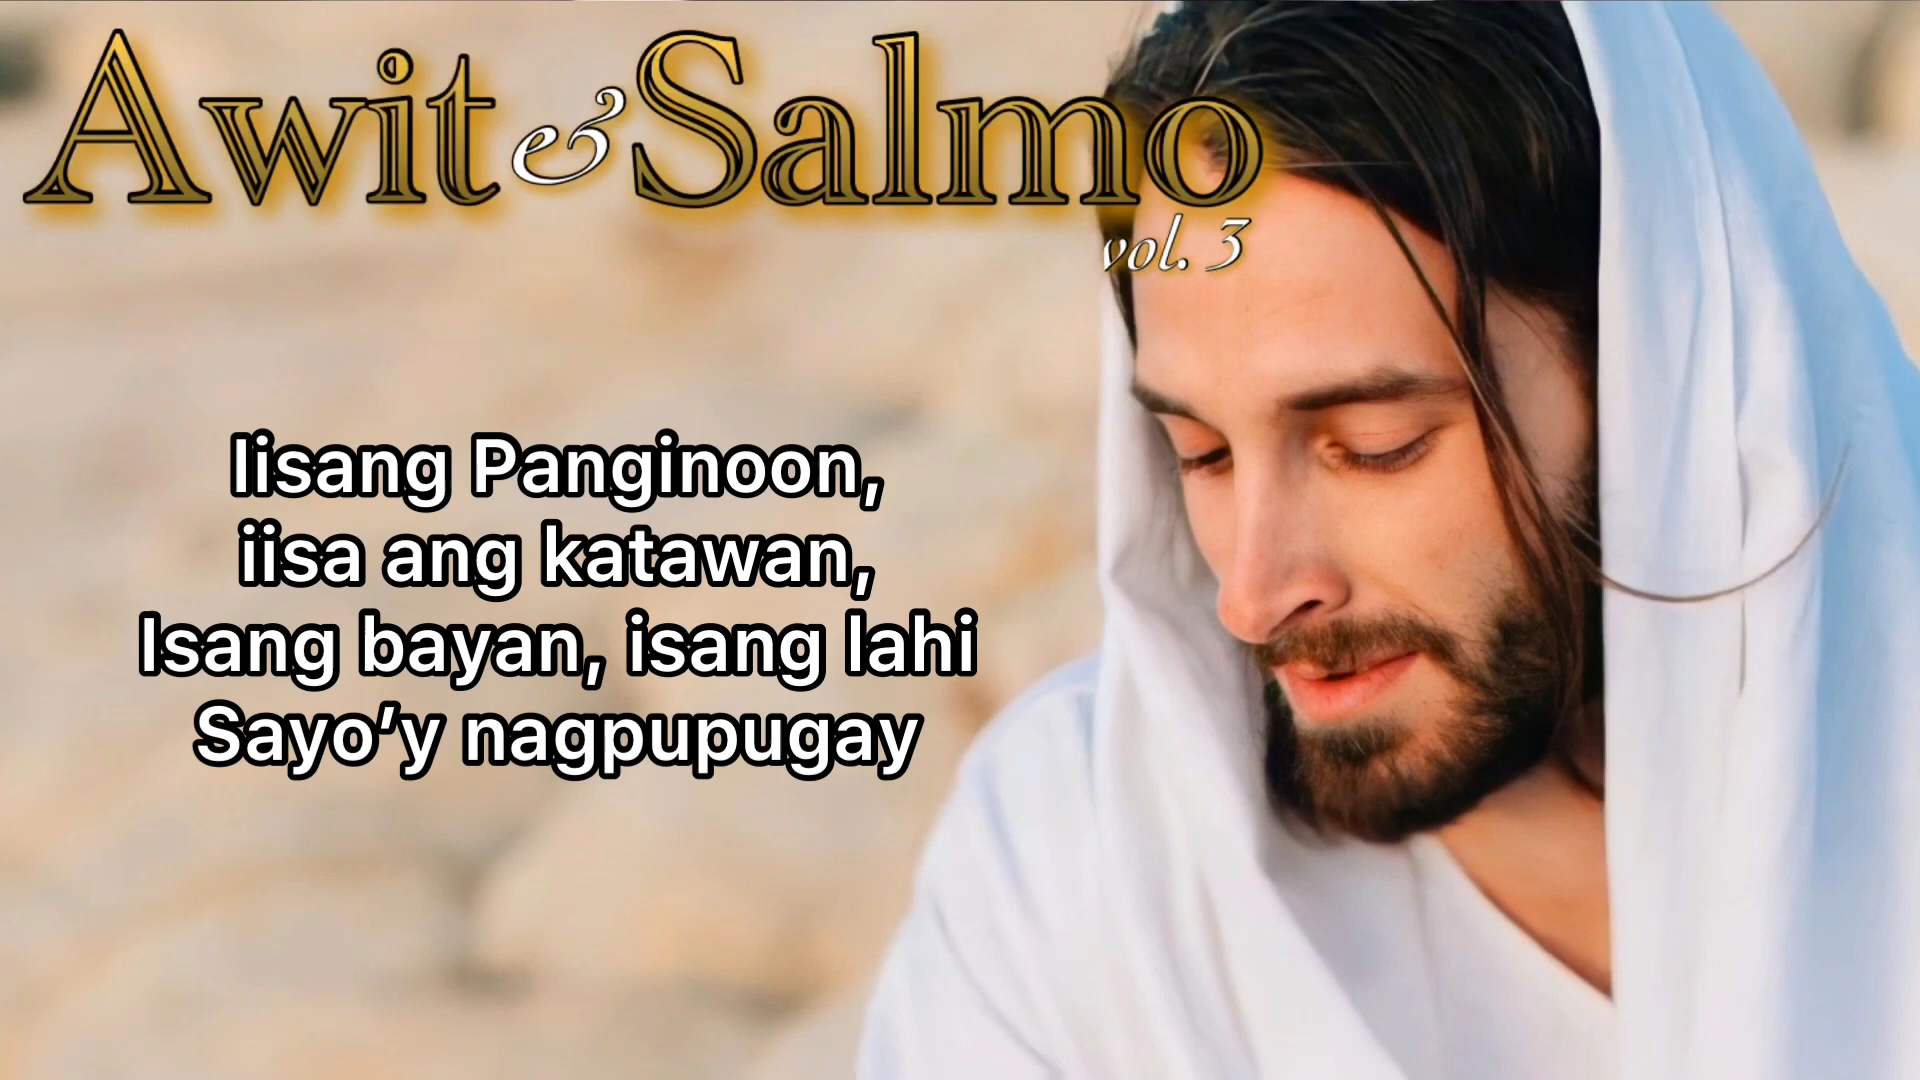 Awit & Salmo
vol. 3
Iisang Panginoon,
iisa ang katawan,
Isang bayan, isang lahi
Sayo’y nagpupugay